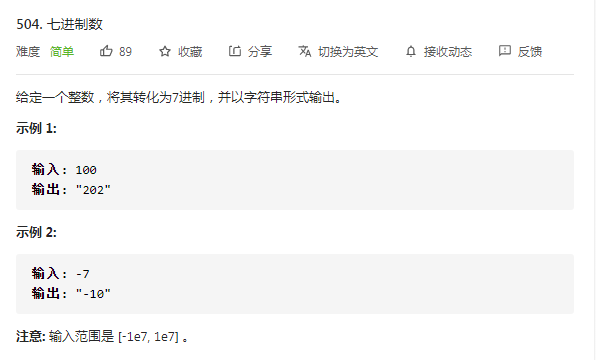 504. 七进制数
难度 简单 89 收藏 分享 切换为英文 接收动态 反馈
给定一个整数，将其转化为7进制，并以字符串形式输出。
示例 1:
输入: 100
输出: "202"
示例 2:
输入: -7
输出: "-10"
注意: 输入范围是 [-1e7, 1e7] 。